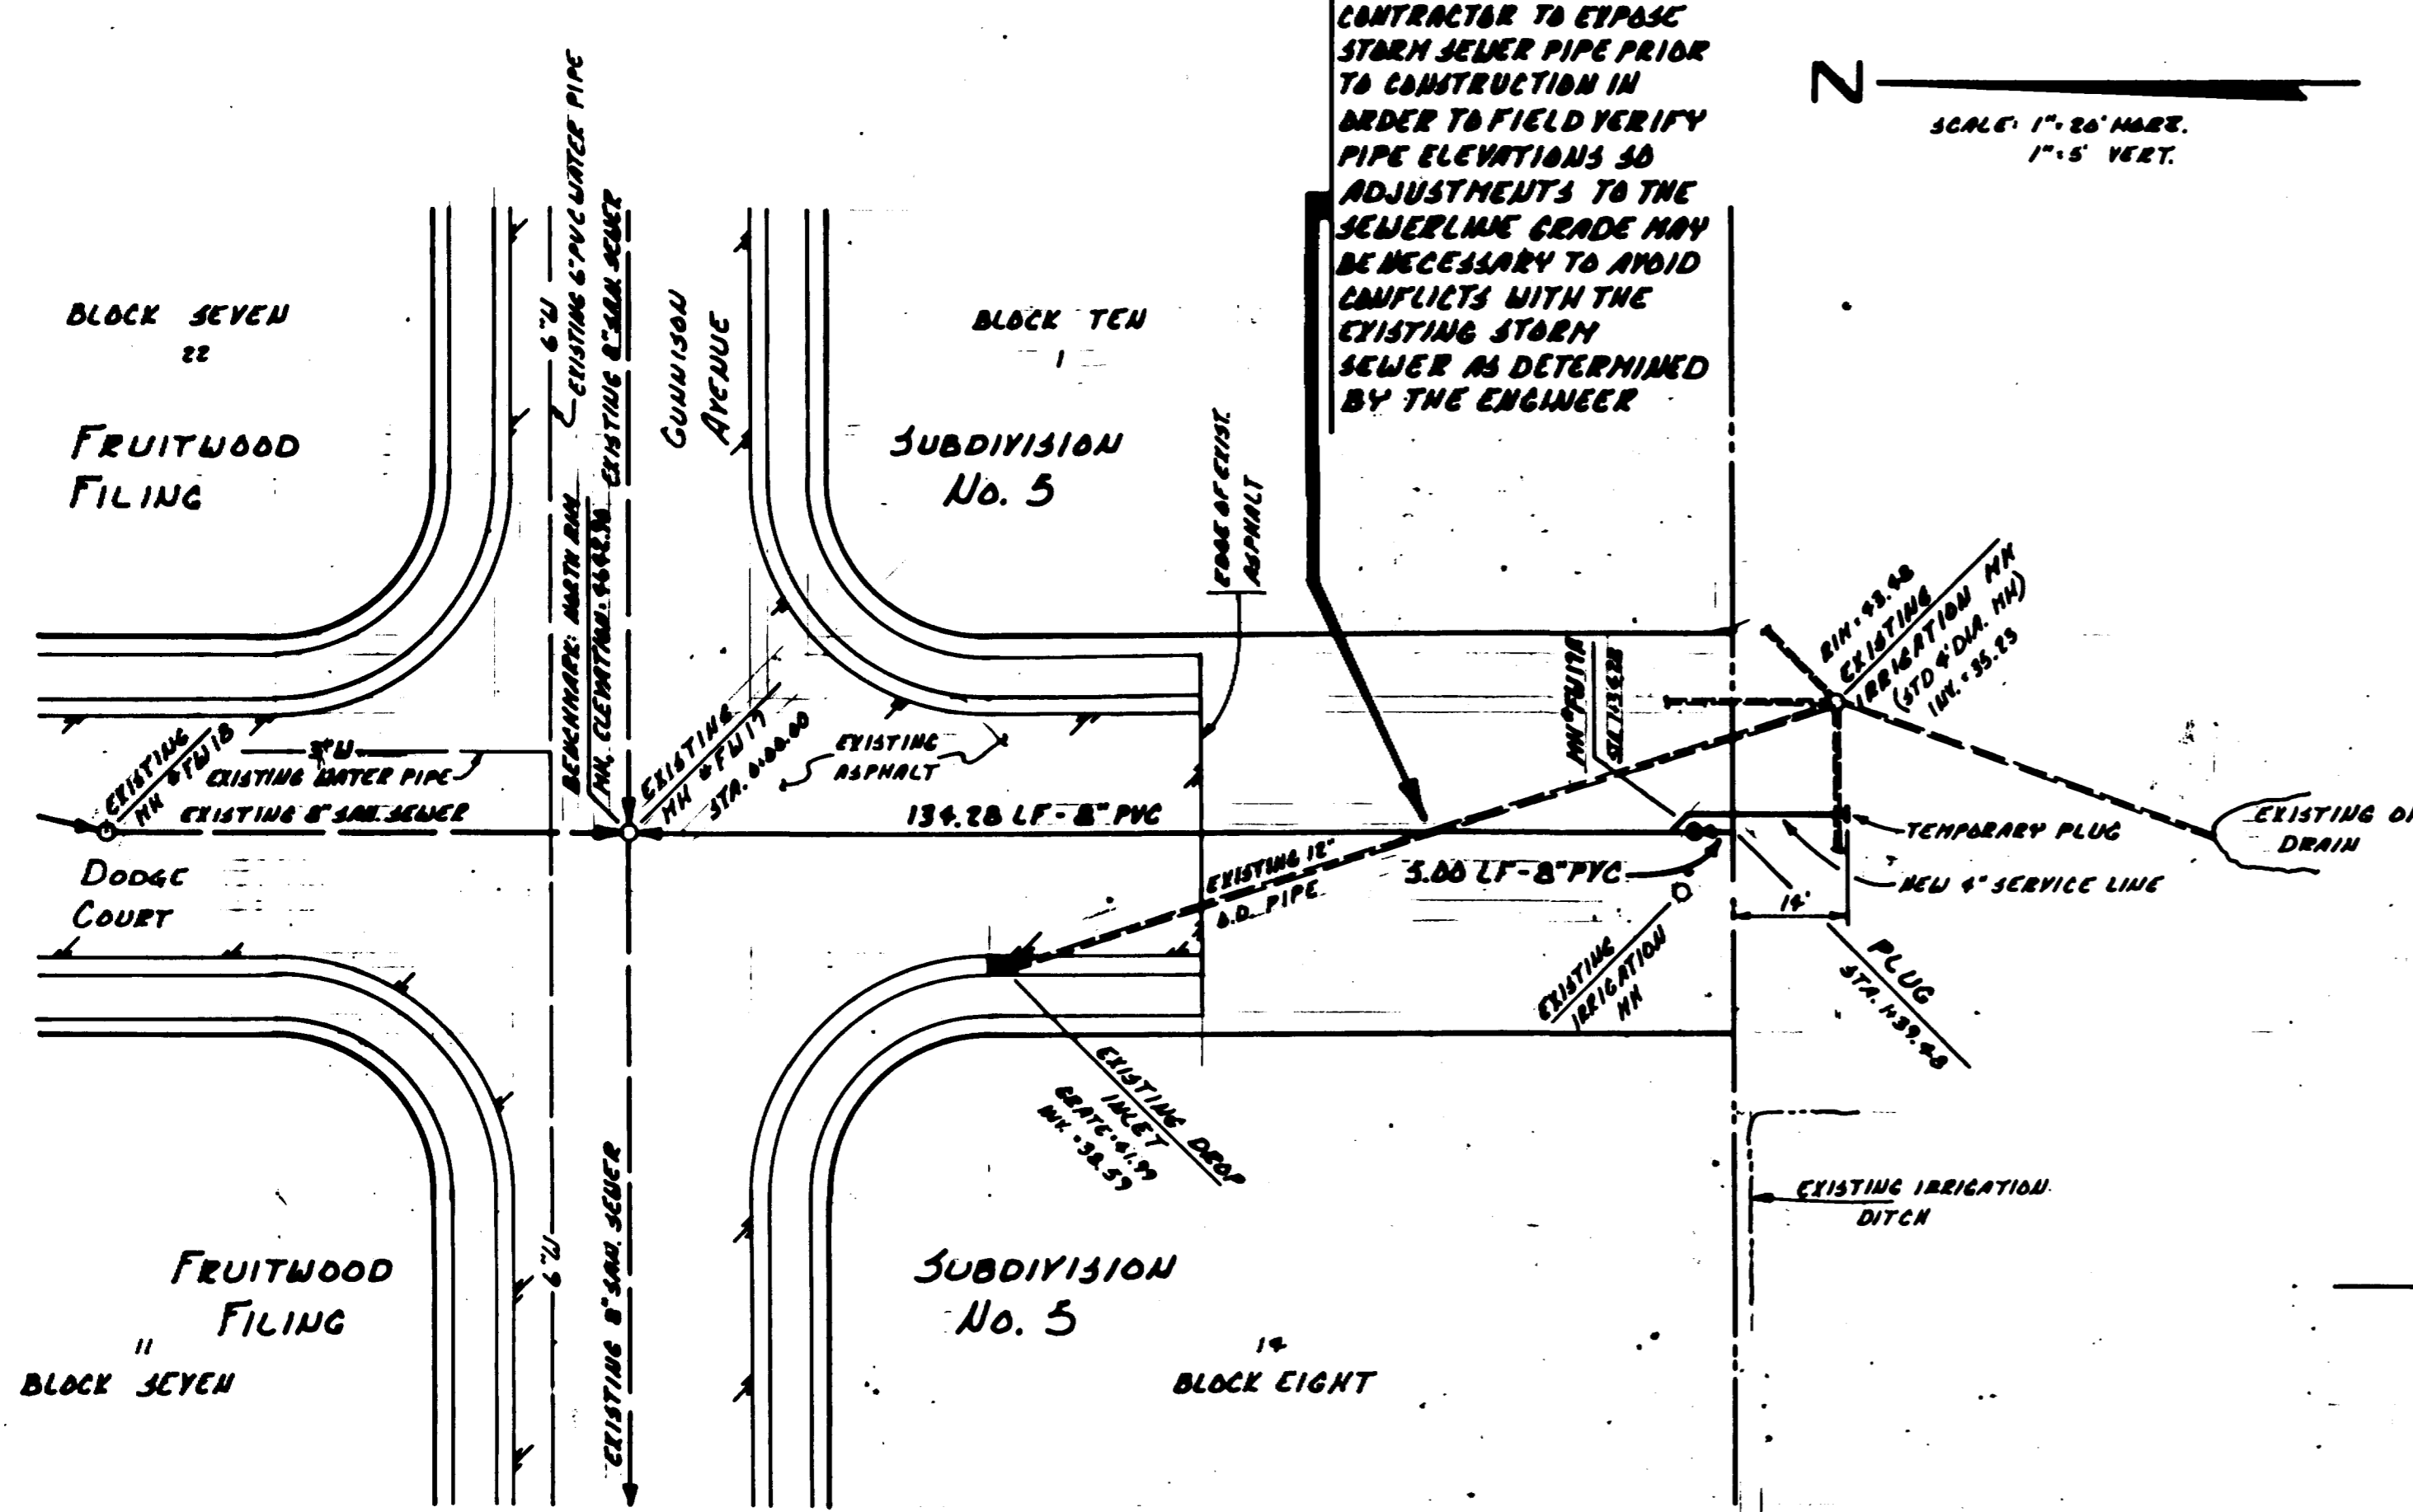 CONTRACTOR TO EXPOSE
STORM SEWER PIPE PRIOR
TO CONSTRUCTION IN
ORDER TO FIELD VERIFY
PIPE ELEVATIONS SO
ADJUSTMENTS TO THE
SEWERLINE GRADE MAY
BE NECESSARY TO AVOID
CONFLICTS WITH THE
EXISTING STORM
SEWER AS DETERMINED
BY THE ENGINEER
N
SCALE: 1"=20' HORZ.
1"=5' VERT.
BLOCK SEVEN
22
FRUITWOOD
FILING
6"W
EXISTING 6" PVC WATER PIPE
EXISTING 8" SAN. SEWER
GUNNISON
AVENUE
BLOCK TEN
1
SUBDIVISION
No. 5
EDGE OF EXIST.
ASPHALT
BENCHMARK: NORTH RIM
MH. ELEVATION:
EXISTING
MH #FW18
W
EXISTING WATER PIPE
EXISTING 8" SAN. SEWER
EXISTING
MH #FW17
STA. 0+00.00
EXISTING
ASPHALT
134.28 LF - 8" PVC
MH #FW17A
RIM = 43.48
EXISTING
IRRIGATION MH
(STD 4' DIA. MH)
INV. = 35.23
TEMPORARY PLUG
EXISTING
DRAIN
5.00 LF - 8" PVC
NEW 4" SERVICE LINE
14'
DODGE
COURT
EXISTING 12"
PIPE
EXISTING
IRRIGATION
MH
PLUG
STA. 1+39.28
EXISTING DROP
INLET
GRATE = 41.99
INV. = 38.59
EXISTING IRRIGATION
DITCH
EXISTING 8" SAN. SEWER
6"W
FRUITWOOD
FILING
11
BLOCK SEVEN
SUBDIVISION
No. 5
14
BLOCK EIGHT